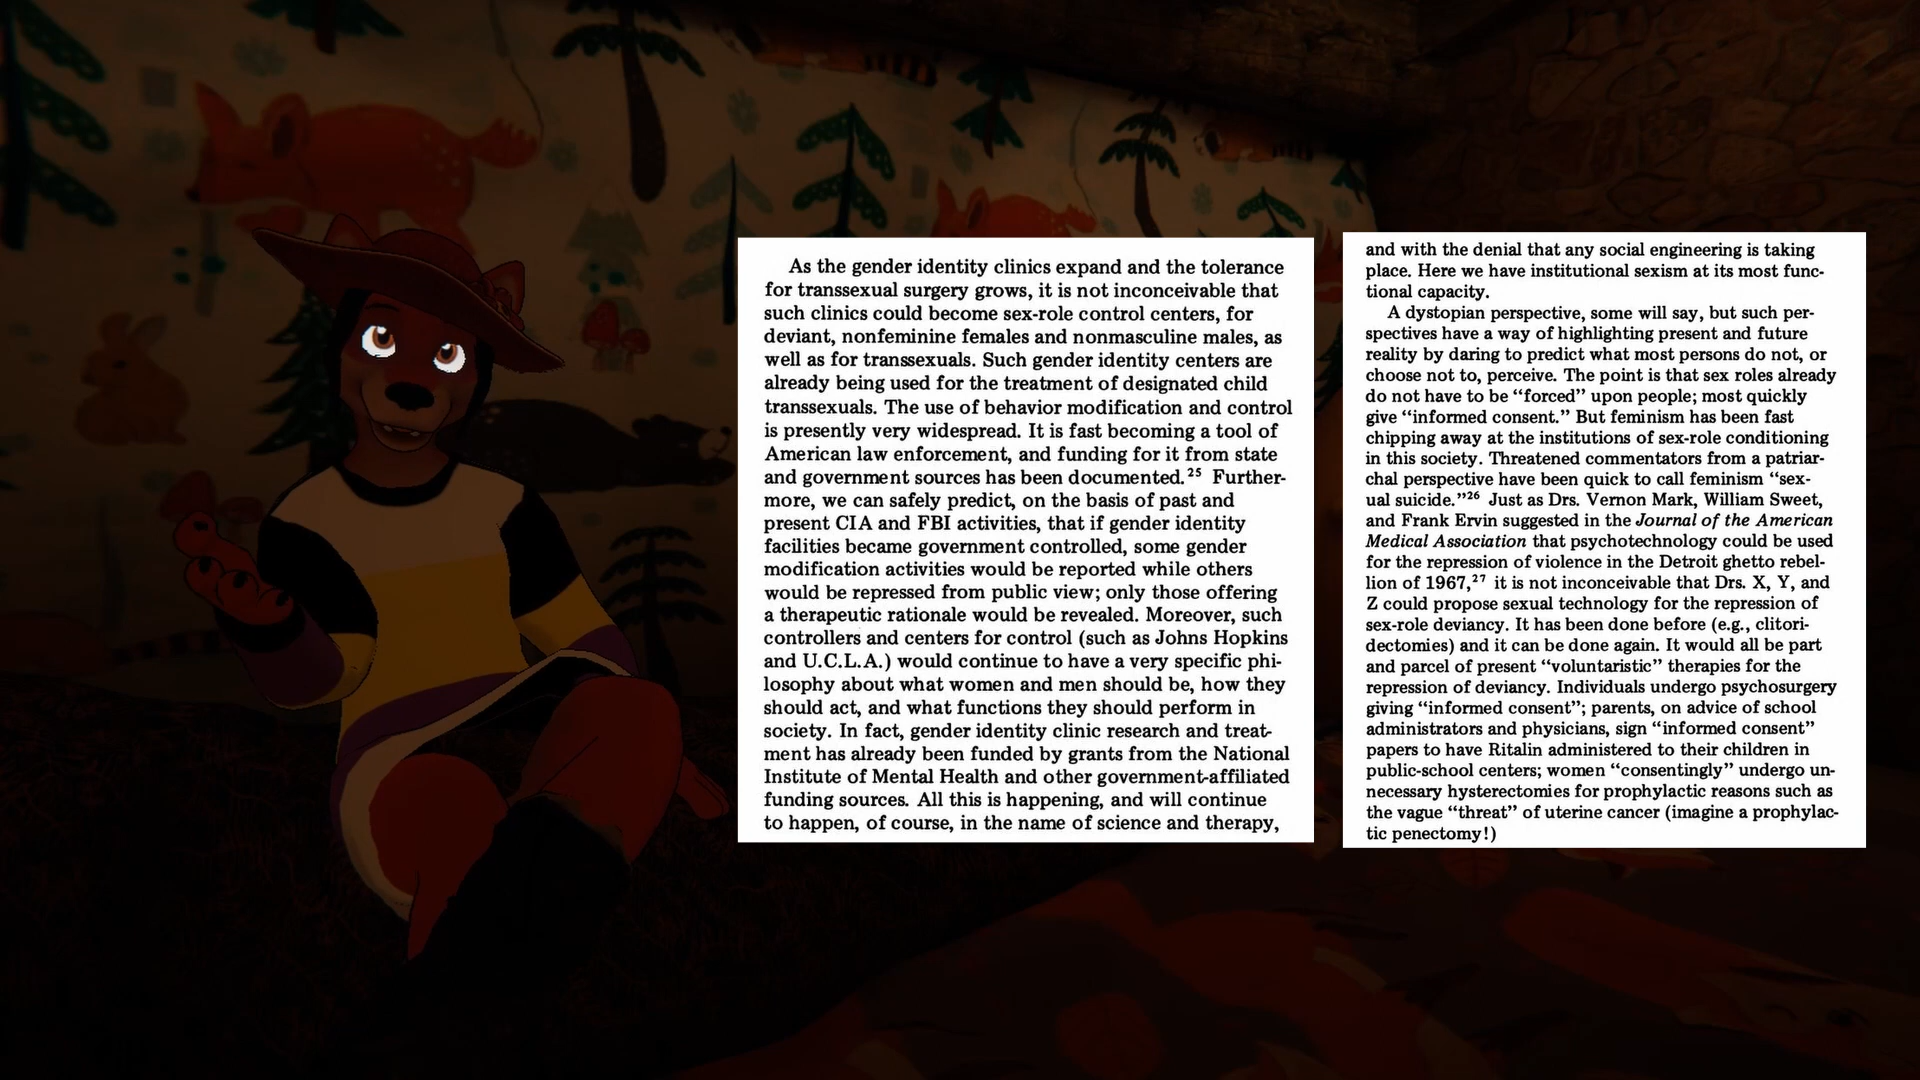 As the gender identity clinics expand and the tolerance
for transsexual surgery grows, it is not inconceivable that
such clinics could become sex-role control centers, for
deviant, nonfeminine females and nonmasculine males, as
well as for transsexuals. Such gender identity centers are
already being used for the treatment of designated child
transsexuals. The use of behavior modification and control
is presently very widespread. It is fast becoming a tool of
American law enforcement, and funding for it from state
and government sources has been documented.²⁵ Further-
more, we can safely predict, on the basis of past and
present CIA and FBI activities, that if gender identity
facilities became government controlled, some gender
modification activities would be reported while others
would be repressed from public view; only those offering
a therapeutic rationale would be revealed. Moreover, such
controllers and centers for control (such as Johns Hopkins
and U.C.L.A.) would continue to have a very specific phi-
losophy about what women and men should be, how they
should act, and what functions they should perform in
society. In fact, gender identity clinic research and treat-
ment has already been funded by grants from the National
Institute of Mental Health and other government-affiliated
funding sources. All this is happening, and will continue
to happen, of course, in the name of science and therapy,
and with the denial that any social engineering is taking
place. Here we have institutional sexism at its most func-
tional capacity.
A dystopian perspective, some will say, but such per-
spectives have a way of highlighting present and future
reality by daring to predict what most persons do not, or
choose not to, perceive. The point is that sex roles already
do not have to be “forced” upon people; most quickly
give “informed consent.” But feminism has been fast
chipping away at the institutions of sex-role conditioning
in this society. Threatened commentators from a patriar-
chal perspective have been quick to call feminism “sex-
ual suicide.”²⁶ Just as Drs. Vernon Mark, William Sweet,
and Frank Ervin suggested in the Journal of the American
Medical Association that psychotechnology could be used
for the repression of violence in the Detroit ghetto rebel-
lion of 1967,²⁷ it is not inconceivable that Drs. X, Y, and
Z could propose sexual technology for the repression of
sex-role deviancy. It has been done before (e.g., clitori-
dectomies) and it can be done again. It would all be part
and parcel of present “voluntaristic” therapies for the
repression of deviancy. Individuals undergo psychosurgery
giving “informed consent”; parents, on advice of school
administrators and physicians, sign “informed consent”
papers to have Ritalin administered to their children in
public-school centers; women “consentingly” undergo un-
necessary hysterectomies for prophylactic reasons such as
the vague “threat” of uterine cancer (imagine a prophylac-
tic penectomy!)